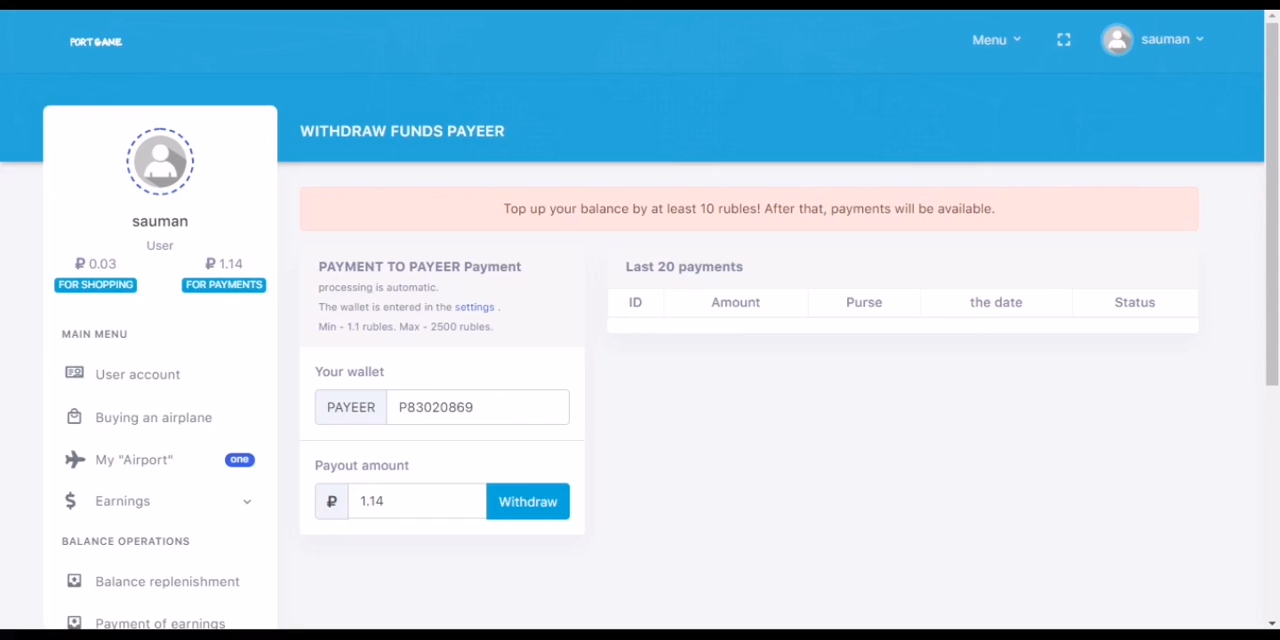 PORT GAME
Menu
sauman
WITHDRAW FUNDS PAYEER
sauman
User
₽ 0.03
₽ 1.14
FOR SHOPPING
FOR PAYMENTS
MAIN MENU
User account
Buying an airplane
My "Airport"
one
Earnings
BALANCE OPERATIONS
Balance replenishment
Payment of earnings
Top up your balance by at least 10 rubles! After that, payments will be available.
PAYMENT TO PAYEER Payment
processing is automatic.
The wallet is entered in the settings .
Min - 1.1 rubles. Max - 2500 rubles.
Your wallet
PAYEER P83020869
Payout amount
₽ 1.14 Withdraw
Last 20 payments
ID Amount Purse the date Status